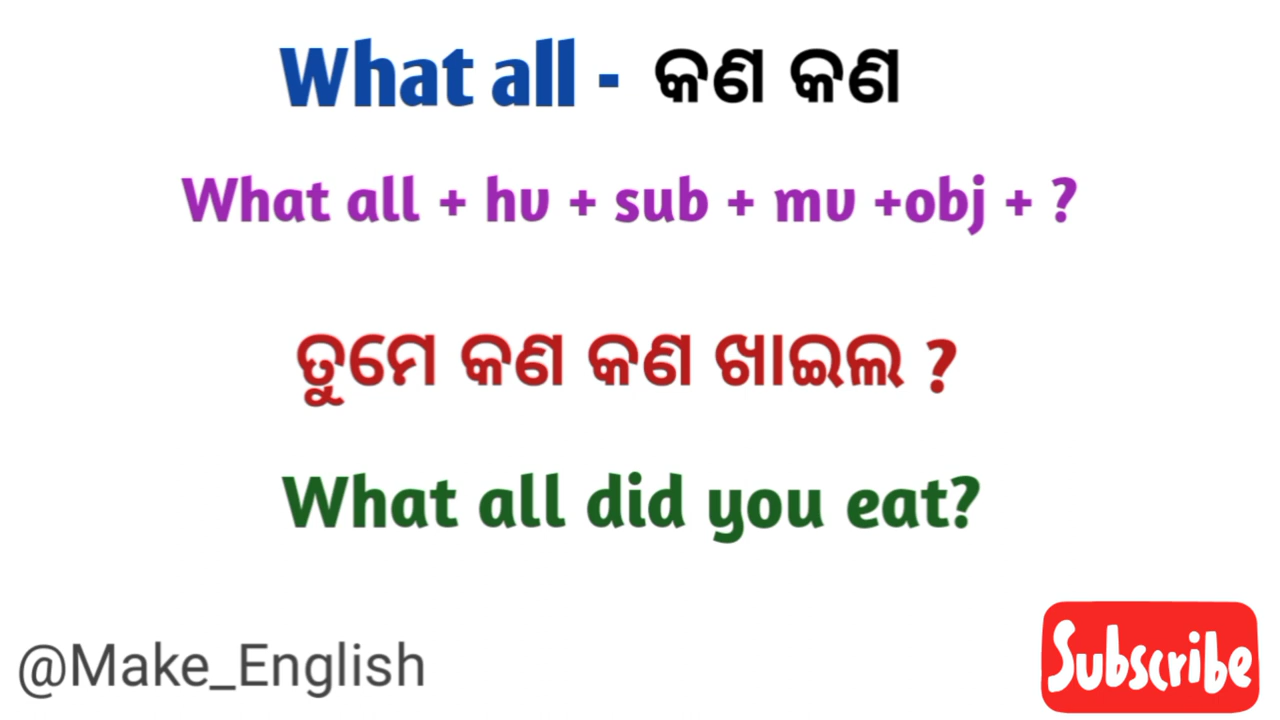 What all - କଣ କଣ
What all + hv + sub + mv +obj + ?
ତୁମେ କଣ କଣ ଖାଇଲ ?
What all did you eat?
@Make_English
Subscribe